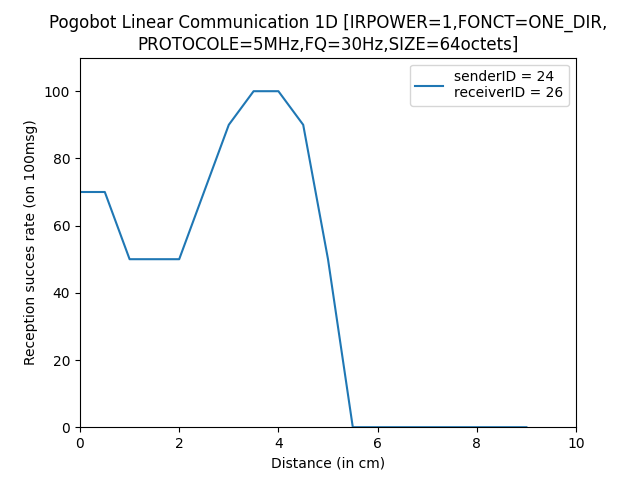 Pogobot Linear Communication 1D [IRPOWER=1,FONCT=ONE_DIR,
PROTOCOLE=5MHz,FQ=30Hz,SIZE=64octets]
senderID = 24
receiverID = 26
Reception succes rate (on 100msg)
100
80
60
40
20
0
0 2 4 6 8 10
Distance (in cm)